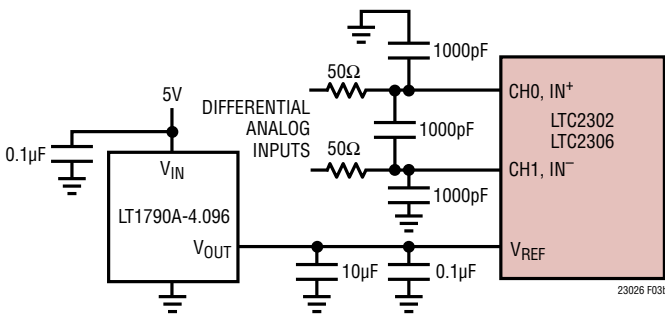 1000pF
50Ω
CH0, IN+
5V
DIFFERENTIAL
ANALOG
INPUTS
LTC2302
LTC2306
1000pF
0.1µF
50Ω
CH1, IN–
VIN
1000pF
LT1790A-4.096
VOUT
VREF
10µF
0.1µF
23026 F03b